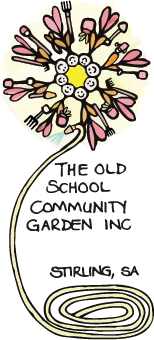 THE OLD
SCHOOL
COMMUNITY
GARDEN INC
STIRLING, SA